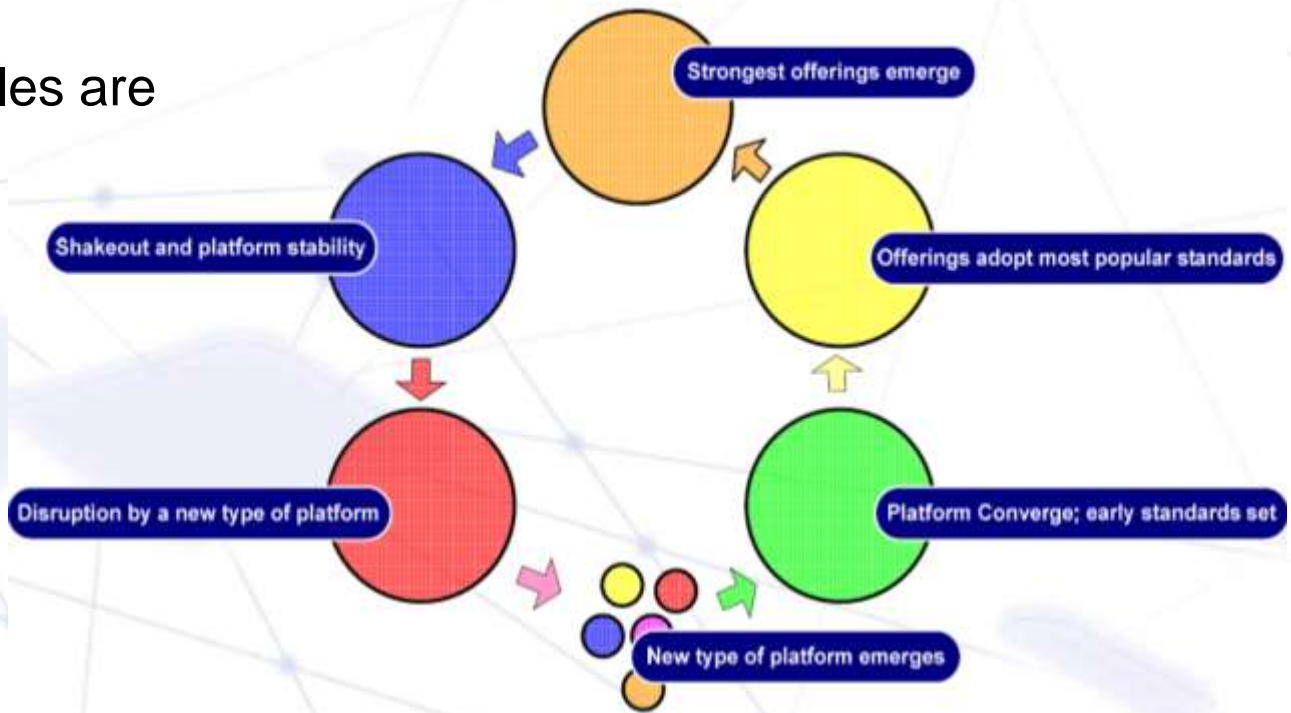 les are
Strongest offerings emerge
Shakeout and platform stability
Offerings adopt most popular standards
Disruption by a new type of platform
Platform Converge; early standards set
New type of platform emerges